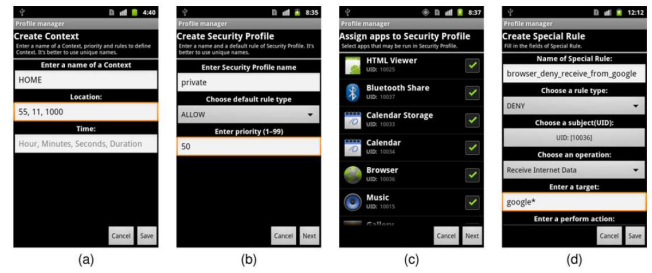 4:40
Profile manager
Create Context
Enter a name of a Context, priority and rules to define
Context. It's better to use unique names.
Enter a name of a Context
HOME
Location:
55, 11, 1000
Time:
Hour, Minutes, Seconds, Duration
Cancel Save
(a)
8:35
Profile manager
Create Security Profile
Enter a name and a default rule of Security Profile. It's
better to use unique names.
Enter Security Profile name
private
Choose default rule type
ALLOW
Enter priority (1-99)
50
Cancel Next
(b)
8:37
Profile manager
Assign apps to Security Profile
Select apps that may be run in Security Profile.
HTML Viewer
UID: 10025
Bluetooth Share
UID: 10037
Calendar Storage
UID: 10033
Calendar
UID: 10034
Browser
UID: 10036
Music
UID: 10015
Gallery
Cancel Next
(c)
12:12
Profile manager
Create Special Rule
Fill in the fields of Special Rule.
Name of Special Rule:
browser_deny_receive_from_google
Choose a rule type:
DENY
Choose a subject(UID):
UID: [10036]
Choose an operation:
Receive Internet Data
Enter a target:
google*
Enter a perform action:
Cancel Save
(d)